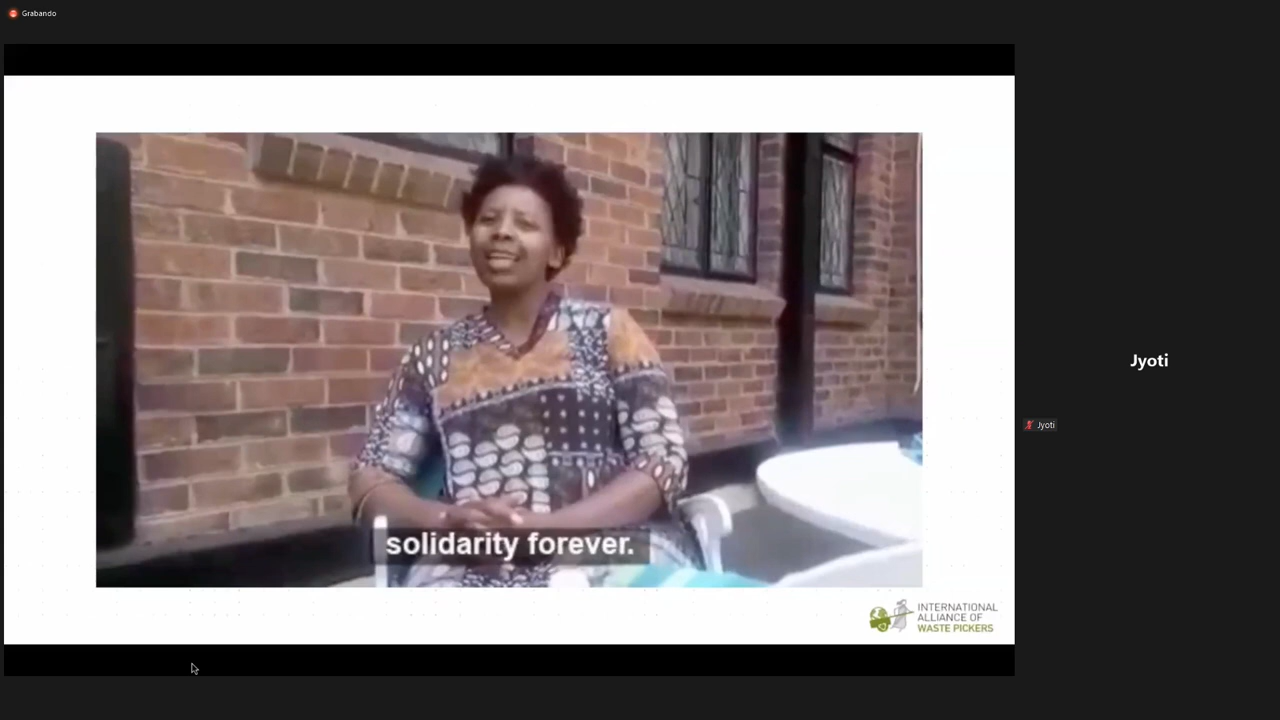 Grabando
solidarity forever.
INTERNATIONAL
ALLIANCE OF
WASTE PICKERS
Jyoti
Jyoti